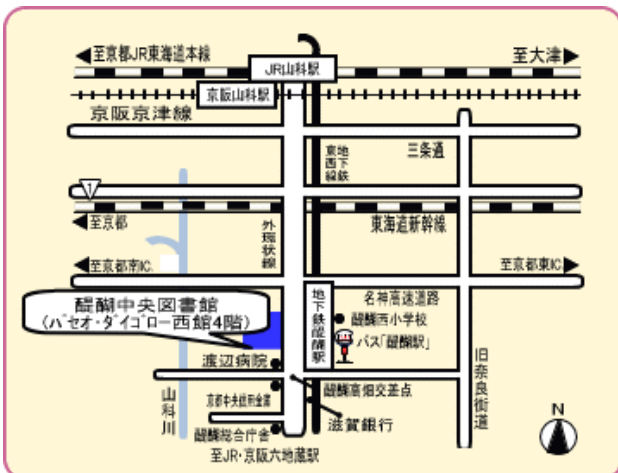 至京都JR東海道本線
至大津
JR山科駅
京阪山科駅
京阪京津線
三条通
地下鉄
東西線
1
至京都
東海道新幹線
外環状線
至京都南IC.
至京都東IC
名神高速道路
地下鉄醍醐駅
醍醐中央図書館
(パセオ・ダイゴロー西館4階)
醍醐西小学校
バス「醍醐駅」
渡辺病院
旧奈良街道
山科川
京都中央信用金庫
醍醐高畑交差点
滋賀銀行
醍醐総合庁舎
至JR・京阪六地蔵駅
N